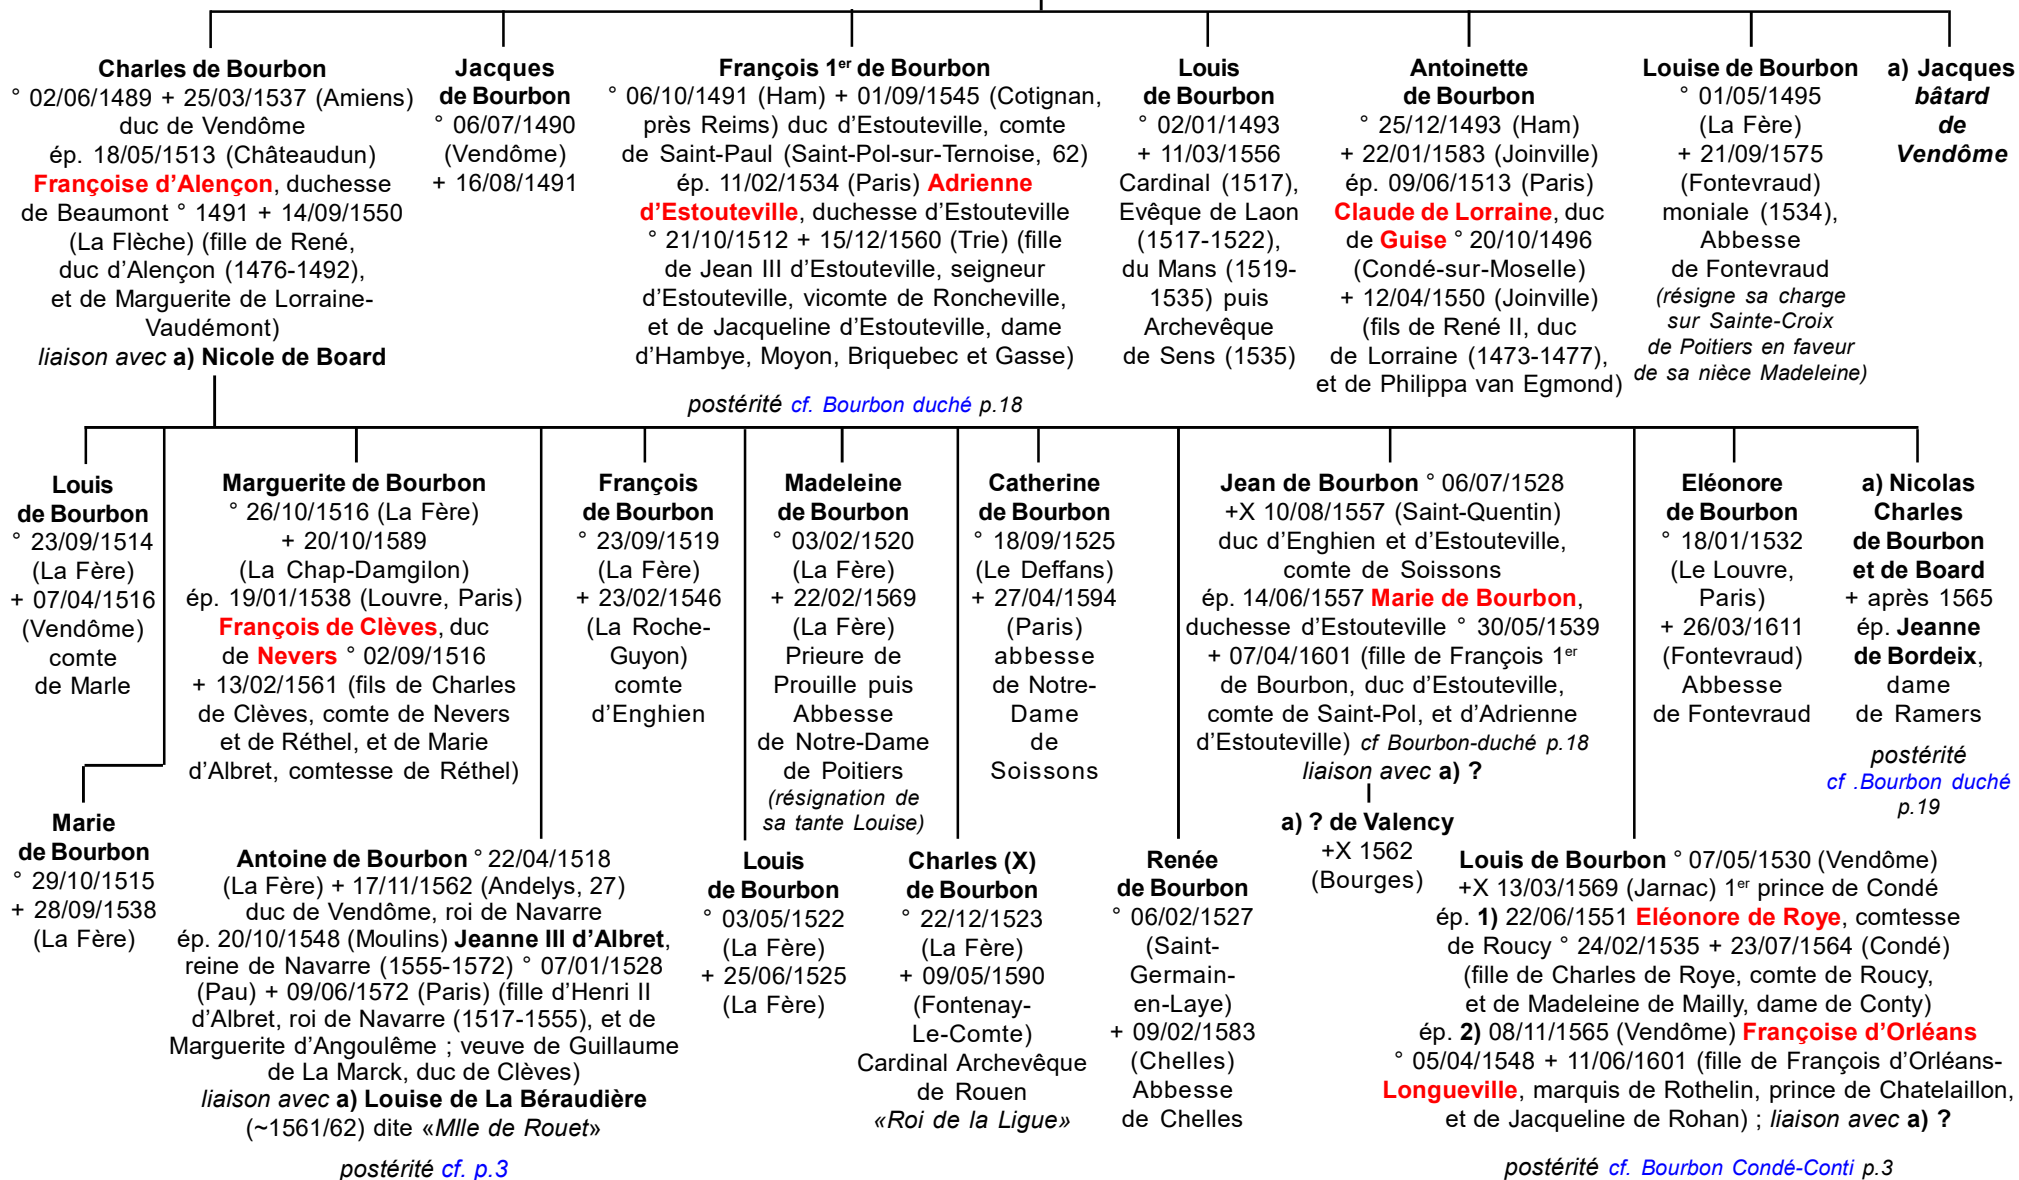 Charles de Bourbon
° 02/06/1489 + 25/03/1537 (Amiens)
duc de Vendôme
ép. 18/05/1513 (Châteaudun)
Françoise d'Alençon, duchesse
de Beaumont ° 1491 + 14/09/1550
(La Flèche) (fille de René,
duc d'Alençon (1476-1492),
et de Marguerite de Lorraine-
Vaudémont)
liaison avec a) Nicole de Board
Jacques
de Bourbon
° 06/07/1490
(Vendôme)
+ 16/08/1491
François 1er de Bourbon
° 06/10/1491 (Ham) + 01/09/1545 (Cotignan,
près Reims) duc d'Estouteville, comte
de Saint-Paul (Saint-Pol-sur-Ternoise, 62)
ép. 11/02/1534 (Paris) Adrienne
d'Estouteville, duchesse d'Estouteville
° 21/10/1512 + 15/12/1560 (Trie) (fille
de Jean III d'Estouteville, seigneur
d'Estouteville, vicomte de Roncheville,
et de Jacqueline d'Estouteville, dame
d'Hambye, Moyon, Briquebec et Gasse)
postérité cf. Bourbon duché p.18
Louis
de Bourbon
° 02/01/1493
+ 11/03/1556
Cardinal (1517),
Evêque de Laon
(1517-1522),
du Mans (1519-
1535) puis
Archevêque
de Sens (1535)
Antoinette
de Bourbon
° 25/12/1493 (Ham)
+ 22/01/1583 (Joinville)
ép. 09/06/1513 (Paris)
Claude de Lorraine, duc
de Guise ° 20/10/1496
(Condé-sur-Moselle)
+ 12/04/1550 (Joinville)
(fils de René II, duc
de Lorraine (1473-1477),
et de Philippa van Egmond)
Louise de Bourbon
° 01/05/1495
(La Fère)
+ 21/09/1575
(Fontevraud)
moniale (1534),
Abbesse
de Fontevraud
(résigne sa charge
sur Sainte-Croix
de Poitiers en faveur
de sa nièce Madeleine)
a) Jacques
bâtard
de
Vendôme
Louis
de Bourbon
° 23/09/1514
(La Fère)
+ 07/04/1516
(Vendôme)
comte
de Marle
Marie
de Bourbon
° 29/10/1515
+ 28/09/1538
(La Fère)
Marguerite de Bourbon
° 26/10/1516 (La Fère)
+ 20/10/1589
(La Chap-Damgilon)
ép. 19/01/1538 (Louvre, Paris)
François de Clèves, duc
de Nevers ° 02/09/1516
+ 13/02/1561 (fils de Charles
de Clèves, comte de Nevers
et de Réthel, et de Marie
d'Albret, comtesse de Réthel)
Antoine de Bourbon ° 22/04/1518
(La Fère) + 17/11/1562 (Andelys, 27)
duc de Vendôme, roi de Navarre
ép. 20/10/1548 (Moulins) Jeanne III d'Albret,
reine de Navarre (1555-1572) ° 07/01/1528
(Pau) + 09/06/1572 (Paris) (fille d'Henri II
d'Albret, roi de Navarre (1517-1555), et de
Marguerite d'Angoulême ; veuve de Guillaume
de La Marck, duc de Clèves)
liaison avec a) Louise de La Béraudière
(~1561/62) dite «Mlle de Rouet»
postérité cf. p.3
François
de Bourbon
° 23/09/1519
(La Fère)
+ 23/02/1546
(La Roche-
Guyon)
comte
d'Enghien
Madeleine
de Bourbon
° 03/02/1520
(La Fère)
+ 22/02/1569
(La Fère)
Prieure de
Prouille puis
Abbesse
de Notre-Dame
de Poitiers
(résignation de
sa tante Louise)
Louis
de Bourbon
° 03/05/1522
(La Fère)
+ 25/06/1525
(La Fère)
Charles (X)
de Bourbon
° 22/12/1523
(La Fère)
+ 09/05/1590
(Fontenay-
Le-Comte)
Cardinal Archevêque
de Rouen
«Roi de la Ligue»
Catherine
de Bourbon
° 18/09/1525
(Le Deffans)
+ 27/04/1594
(Paris)
abbesse
de Notre-
Dame
de
Soissons
Renée
de Bourbon
° 06/02/1527
(Saint-
Germain-
en-Laye)
+ 09/02/1583
(Chelles)
Abbesse
de Chelles
Jean de Bourbon ° 06/07/1528
+X 10/08/1557 (Saint-Quentin)
duc d'Enghien et d'Estouteville,
comte de Soissons
ép. 14/06/1557 Marie de Bourbon,
duchesse d'Estouteville ° 30/05/1539
+ 07/04/1601 (fille de François 1er
de Bourbon, duc d'Estouteville,
comte de Saint-Pol, et d'Adrienne
d'Estouteville) cf Bourbon-duché p.18
liaison avec a) ?
a) ? de Valency
+X 1562
(Bourges)
Louis de Bourbon ° 07/05/1530 (Vendôme)
+X 13/03/1569 (Jarnac) 1er prince de Condé
ép. 1) 22/06/1551 Eléonore de Roye, comtesse
de Roucy ° 24/02/1535 + 23/07/1564 (Condé)
(fille de Charles de Roye, comte de Roucy,
et de Madeleine de Mailly, dame de Conty)
ép. 2) 08/11/1565 (Vendôme) Françoise d'Orléans
° 05/04/1548 + 11/06/1601 (fille de François d'Orléans-
Longueville, marquis de Rothelin, prince de Chatelaillon,
et de Jacqueline de Rohan) ; liaison avec a) ?
postérité cf. Bourbon Condé-Conti p.3
Eléonore
de Bourbon
° 18/01/1532
(Le Louvre,
Paris)
+ 26/03/1611
(Fontevraud)
Abbesse
de Fontevraud
a) Nicolas
Charles
de Bourbon
et de Board
+ après 1565
ép. Jeanne
de Bordeix,
dame
de Ramers
postérité
cf .Bourbon duché
p.19